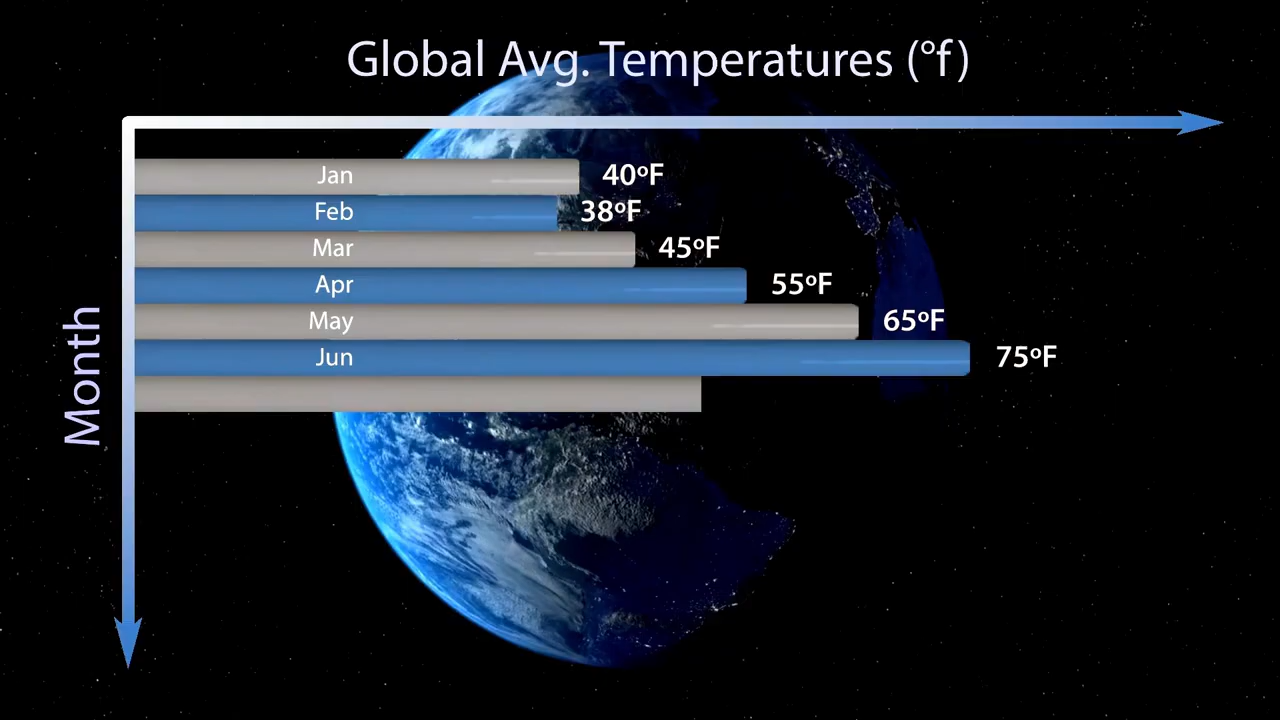 Global Avg. Temperatures (°f)
Jan 40ºF
Feb 38ºF
Mar 45ºF
Apr 55ºF
May 65ºF
Jun 75ºF
Month